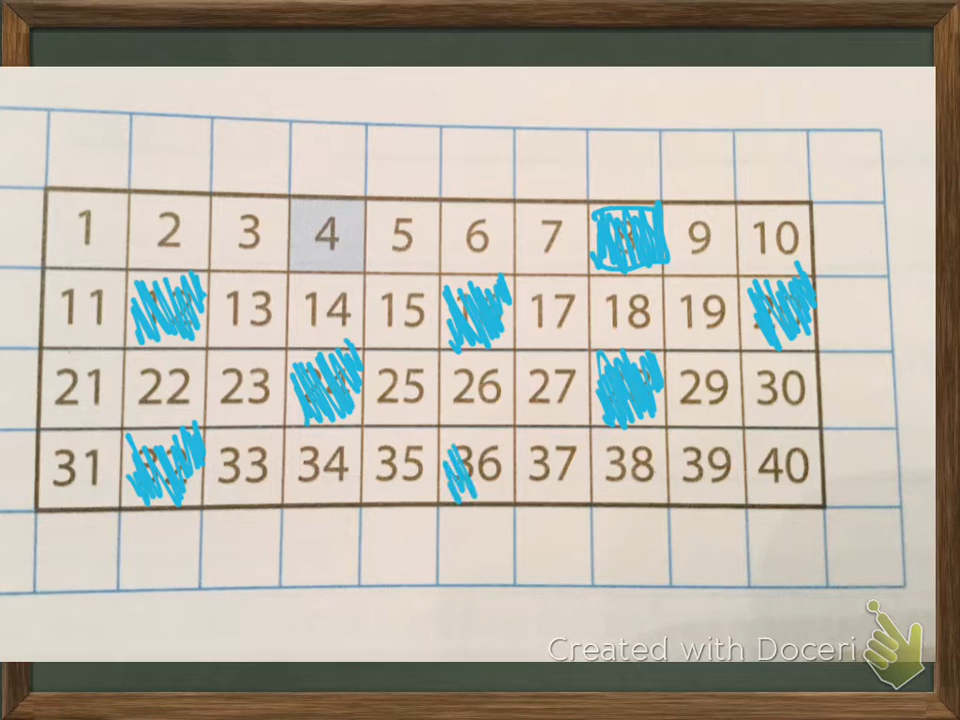 1 2 3 4 5 6 7 8 9 10
11 13 14 15 17 18 19
21 22 23 25 26 27 29 30
31 33 34 35 36 37 38 39 40
Created with Doceri